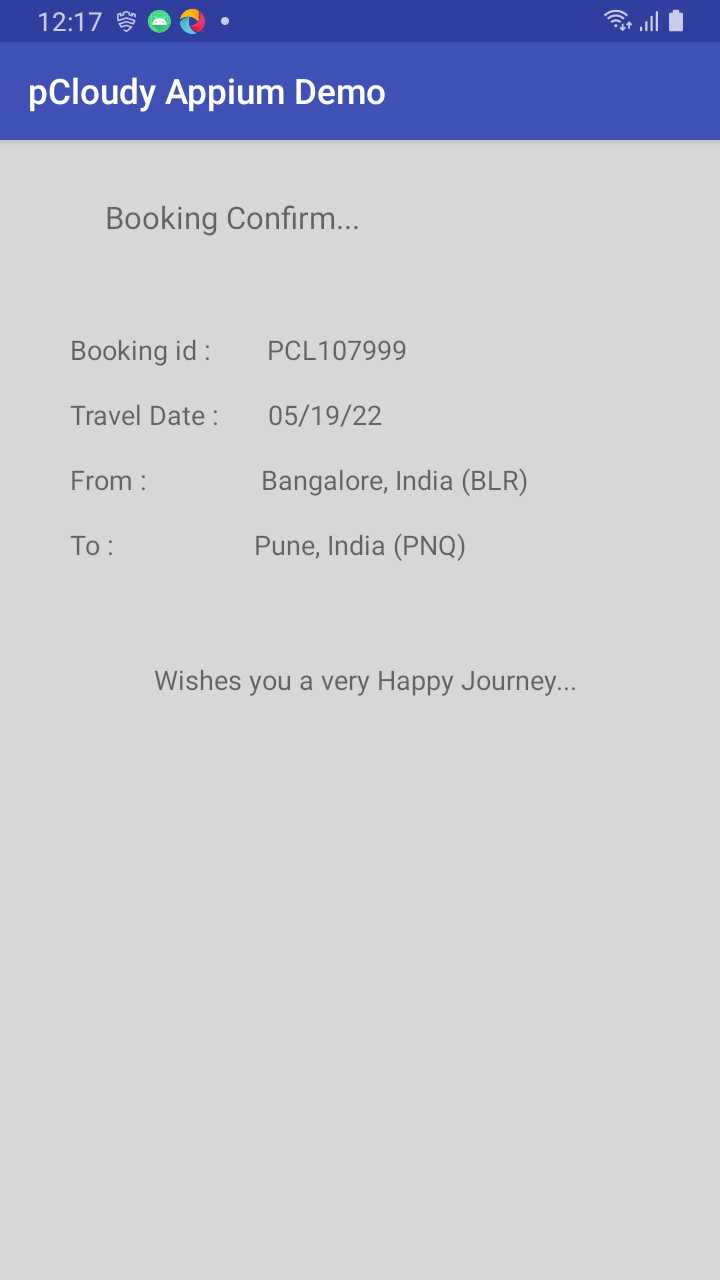 12:17
pCloudy Appium Demo
Booking Confirm...
Booking id : PCL107999
Travel Date : 05/19/22
From : Bangalore, India (BLR)
To : Pune, India (PNQ)
Wishes you a very Happy Journey...